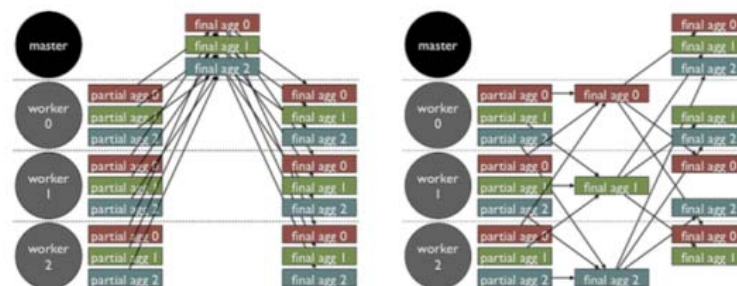 master
final agg 0
final agg 1
final agg 2
worker
0
partial agg 0
partial agg 1
partial agg 2
final agg 0
final agg 1
final agg 2
worker
1
partial agg 0
partial agg 1
partial agg 2
final agg 0
final agg 1
final agg 2
worker
2
partial agg 0
partial agg 1
partial agg 2
final agg 0
final agg 1
final agg 2
master
final agg 0
final agg 1
final agg 2
worker
0
partial agg 0
partial agg 1
partial agg 2
final agg 0
final agg 1
final agg 2
worker
1
partial agg 0
partial agg 1
partial agg 2
final agg 1
final agg 0
final agg 2
worker
2
partial agg 0
partial agg 1
partial agg 2
final agg 2
final agg 0
final agg 1